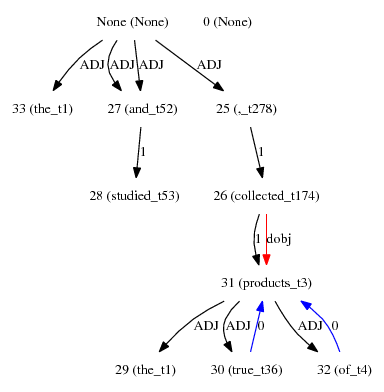 None (None) 0 (None)
ADJ ADJ ADJ ADJ
33 (the_t1) 27 (and_t52) 25 (,_t278)
1 1
28 (studied_t53) 26 (collected_t174)
1 dobj
31 (products_t3)
ADJ ADJ 0 ADJ 0
29 (the_t1) 30 (true_t36) 32 (of_t4)